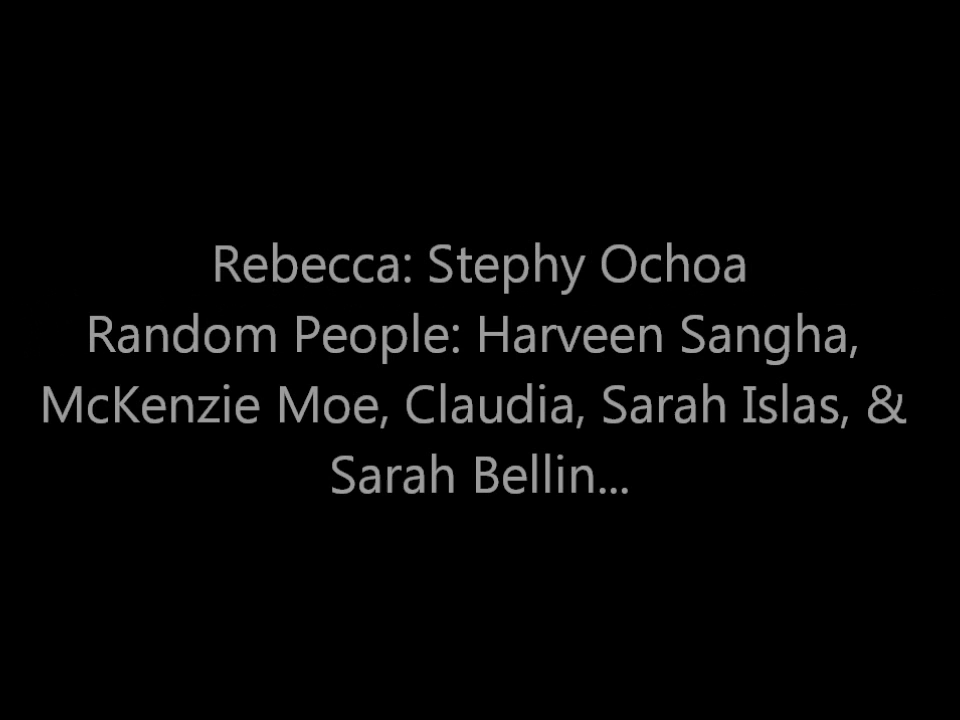 Rebecca: Stephy Ochoa
Random People: Harveen Sangha,
McKenzie Moe, Claudia, Sarah Islas, &
Sarah Bellin...